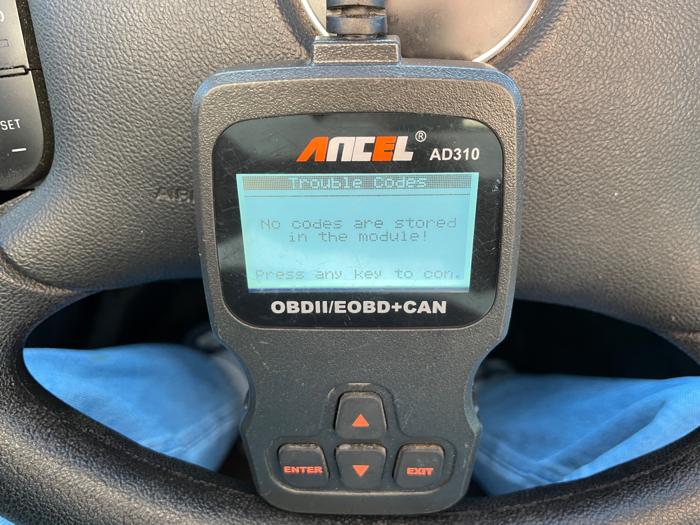 SET
ANCEL®
AD310
Trouble Codes
No codes are stored
in the module!
Press any key to con.
OBDII/EOBD+CAN
ENTER
EXIT